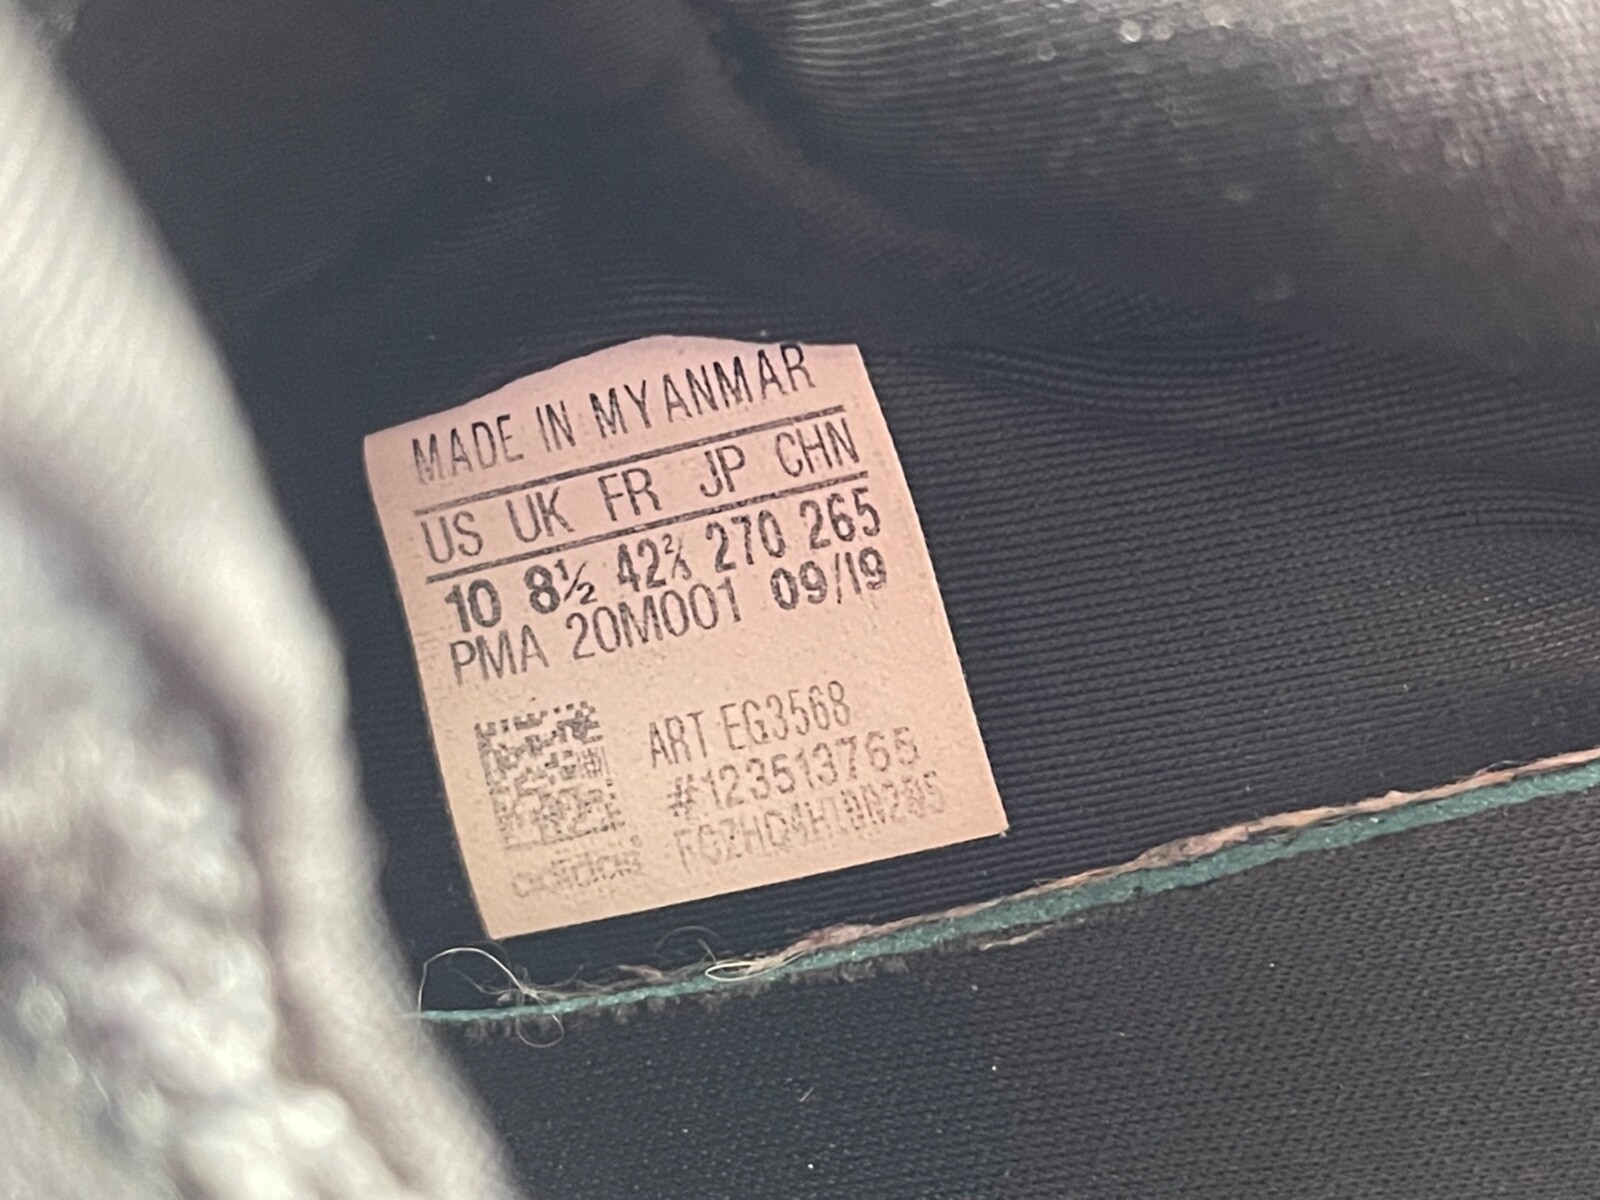 MADE IN MYANMAR
US UK FR JP CHN
10 8½ 42⅔ 270 265
PMA 20M001 09/19
ART EG3568
#123513765
adidas